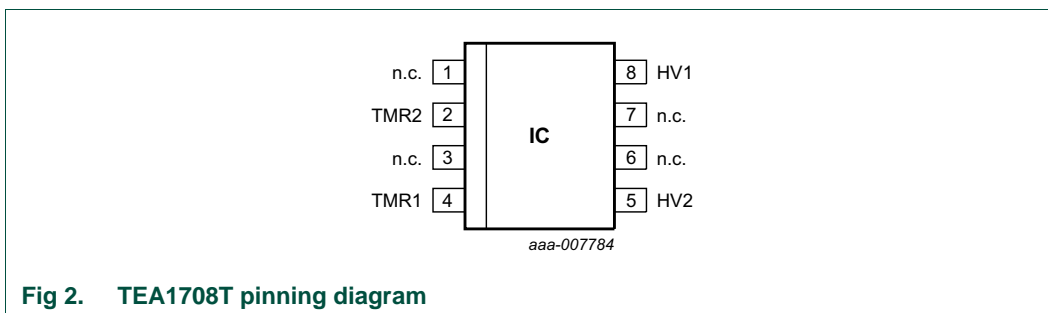 n.c. 1
8 HV1
TMR2 2
7 n.c.
IC
n.c. 3
6 n.c.
TMR1 4
5 HV2
aaa-007784
Fig 2. TEA1708T pinning diagram